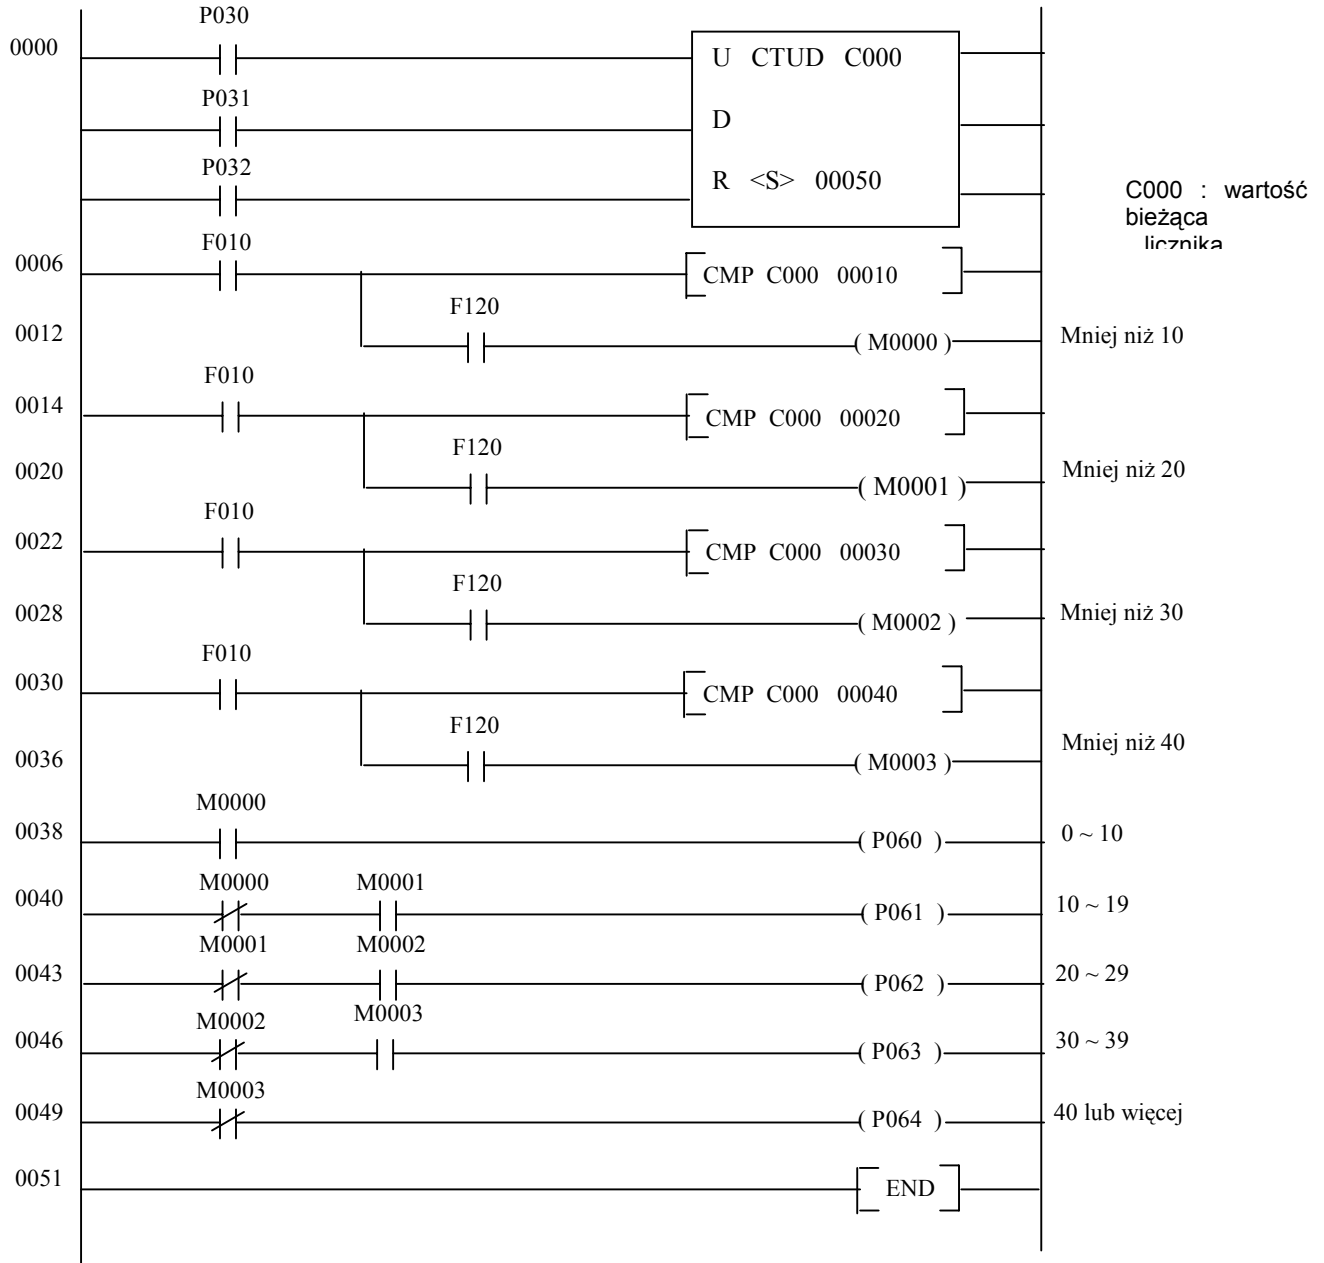 P030
0000
U CTUD C000
P031
D
P032
R <S> 00050
C000 : wartość
bieżąca
licznika
F010
0006
CMP C000 00010
F120
0012
( M0000 )
Mniej niż 10
F010
0014
CMP C000 00020
F120
0020
( M0001 )
Mniej niż 20
F010
0022
CMP C000 00030
F120
0028
( M0002 )
Mniej niż 30
F010
0030
CMP C000 00040
F120
0036
( M0003 )
Mniej niż 40
M0000
0038
( P060 )
0 ~ 10
M0000 M0001
0040
( P061 )
10 ~ 19
M0001 M0002
0043
( P062 )
20 ~ 29
M0002 M0003
0046
( P063 )
30 ~ 39
M0003
0049
( P064 )
40 lub więcej
0051
END